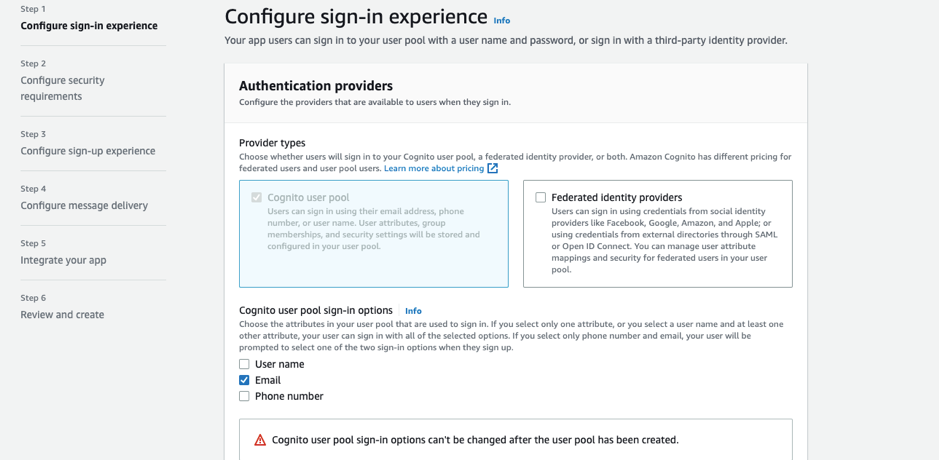 Step 1
Configure sign-in experience
Step 2
Configure security
requirements
Step 3
Configure sign-up experience
Step 4
Configure message delivery
Step 5
Integrate your app
Step 6
Review and create
Configure sign-in experience Info
Your app users can sign in to your user pool with a user name and password, or sign in with a third-party identity provider.
Authentication providers
Configure the providers that are available to users when they sign in.
Provider types
Choose whether users will sign in to your Cognito user pool, a federated identity provider, or both. Amazon Cognito has different pricing for
federated users and user pool users. Learn more about pricing
Cognito user pool
Users can sign in using their email address, phone
number, or user name. User attributes, group
memberships, and security settings will be stored and
configured in your user pool.
Federated identity providers
Users can sign in using credentials from social identity
providers like Facebook, Google, Amazon, and Apple; or
using credentials from external directories through SAML
or Open ID Connect. You can manage user attribute
mappings and security for federated users in your user
pool.
Cognito user pool sign-in options Info
Choose the attributes in your user pool that are used to sign in. If you select only one attribute, or you select a user name and at least one
other attribute, your user can sign in with all of the selected options. If you select only phone number and email, your user will be
prompted to select one of the two sign-in options when they sign up.
User name
Email
Phone number
Cognito user pool sign-in options can't be changed after the user pool has been created.